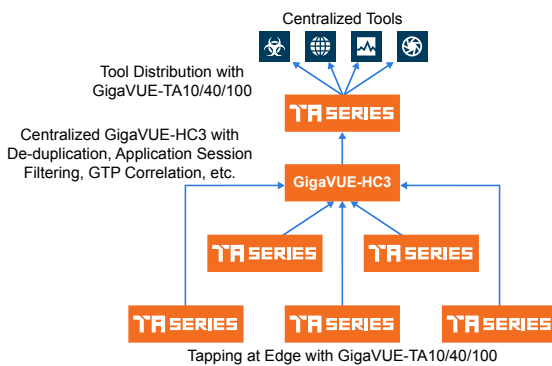 Centralized Tools
Tool Distribution with
GigaVUE-TA10/40/100
TA SERIES
Centralized GigaVUE-HC3 with
De-duplication, Application Session
Filtering, GTP Correlation, etc.
GigaVUE-HC3
TA SERIES
TA SERIES
TA SERIES
TA SERIES
TA SERIES
Tapping at Edge with GigaVUE-TA10/40/100